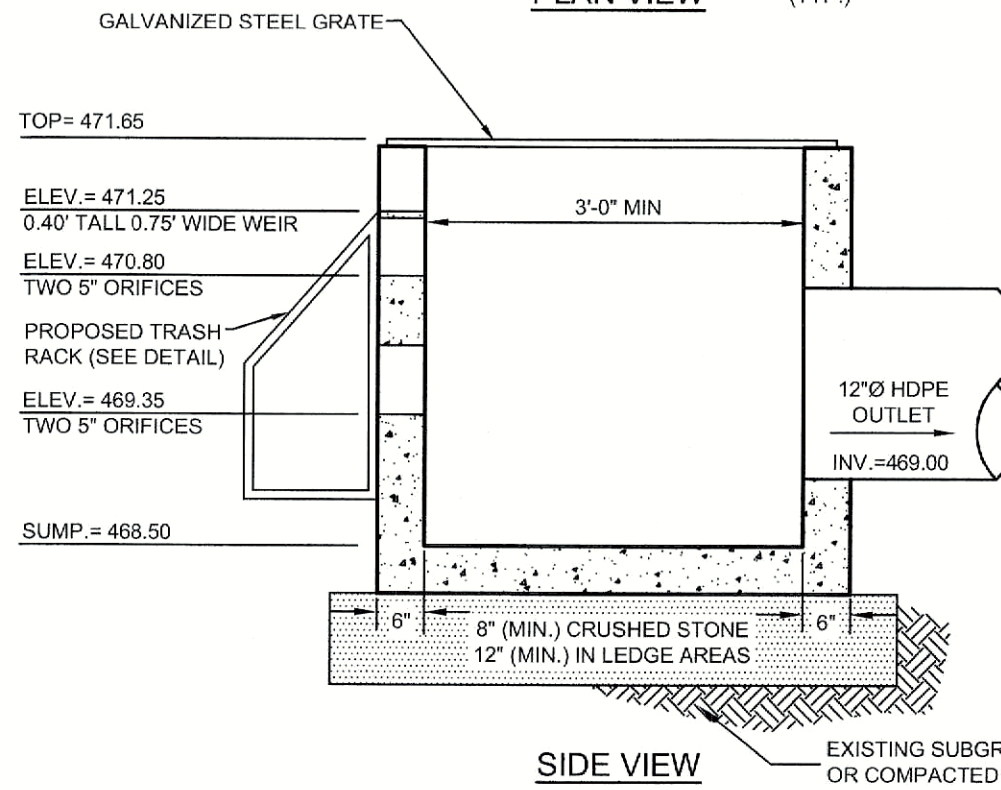 PLAN VIEW
(TYP.)
GALVANIZED STEEL GRATE
TOP= 471.65
ELEV.= 471.25
0.40' TALL 0.75' WIDE WEIR
3'-0" MIN
ELEV.= 470.80
TWO 5" ORIFICES
PROPOSED TRASH
RACK (SEE DETAIL)
12"Ø HDPE
OUTLET
ELEV.= 469.35
TWO 5" ORIFICES
INV.=469.00
SUMP.= 468.50
6"
8" (MIN.) CRUSHED STONE
12" (MIN.) IN LEDGE AREAS
6"
SIDE VIEW
EXISTING SUBGR
OR COMPACTED